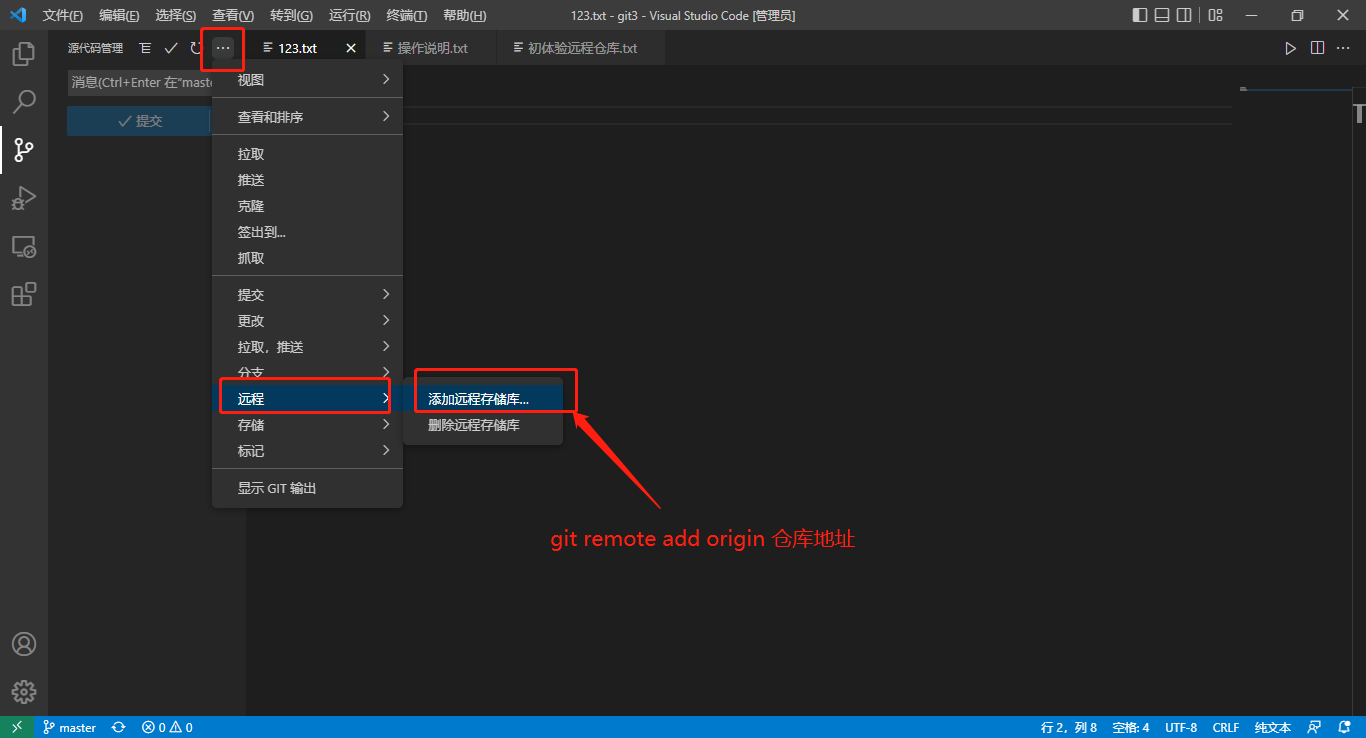 文件(F) 编辑(E) 选择(S) 查看(V) 转到(G) 运行(R) 终端(T) 帮助(H) 123.txt - git3 - Visual Studio Code [管理员]
源代码管理 123.txt 操作说明.txt 初体验远程仓库.txt
消息(Ctrl+Enter 在"maste
提交
视图
查看和排序
拉取
推送
克隆
签出到...
抓取
提交
更改
拉取，推送
分支
远程
添加远程存储库...
存储
删除远程存储库
标记
显示 GIT 输出
git remote add origin 仓库地址
master 0 0 行 2，列 8 空格: 4 UTF-8 CRLF 纯文本